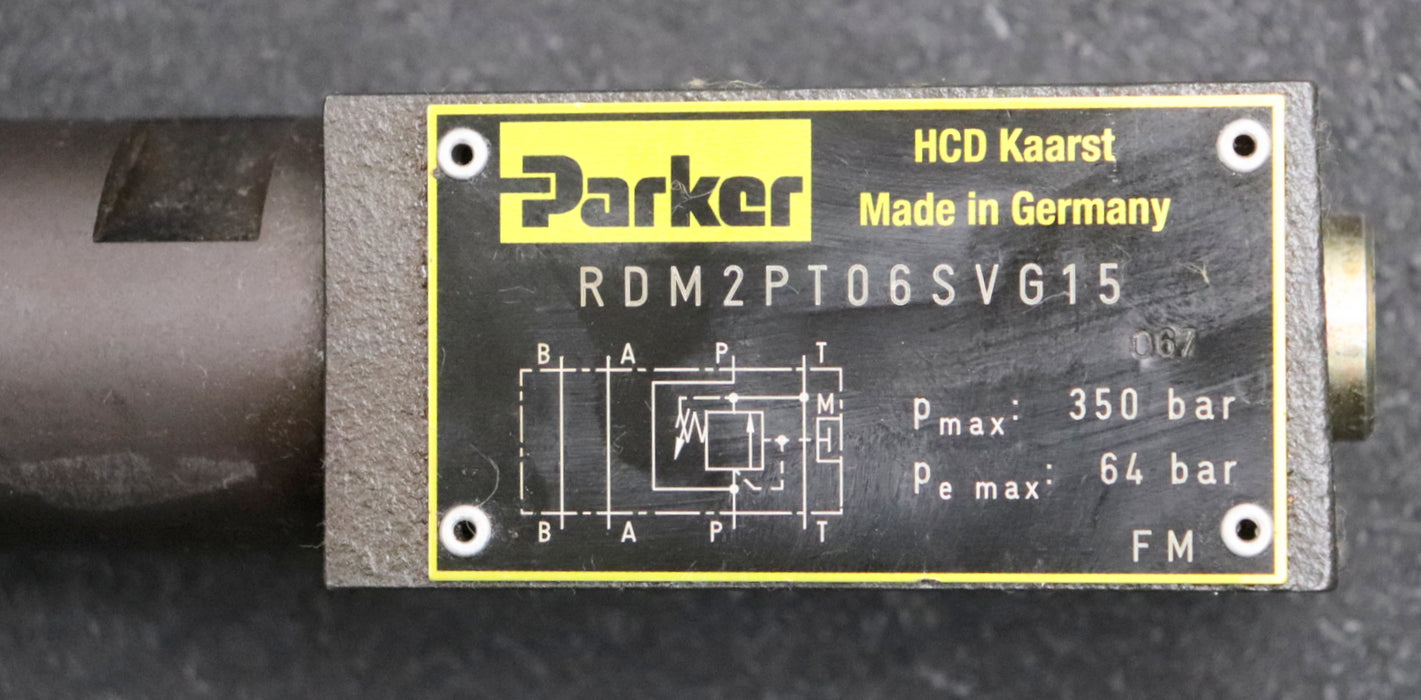 Parker
HCD Kaarst
Made in Germany
RDM2PT06SVG15
067
B A P T
M
B A P T
pmax: 350 bar
pe max: 64 bar
FM